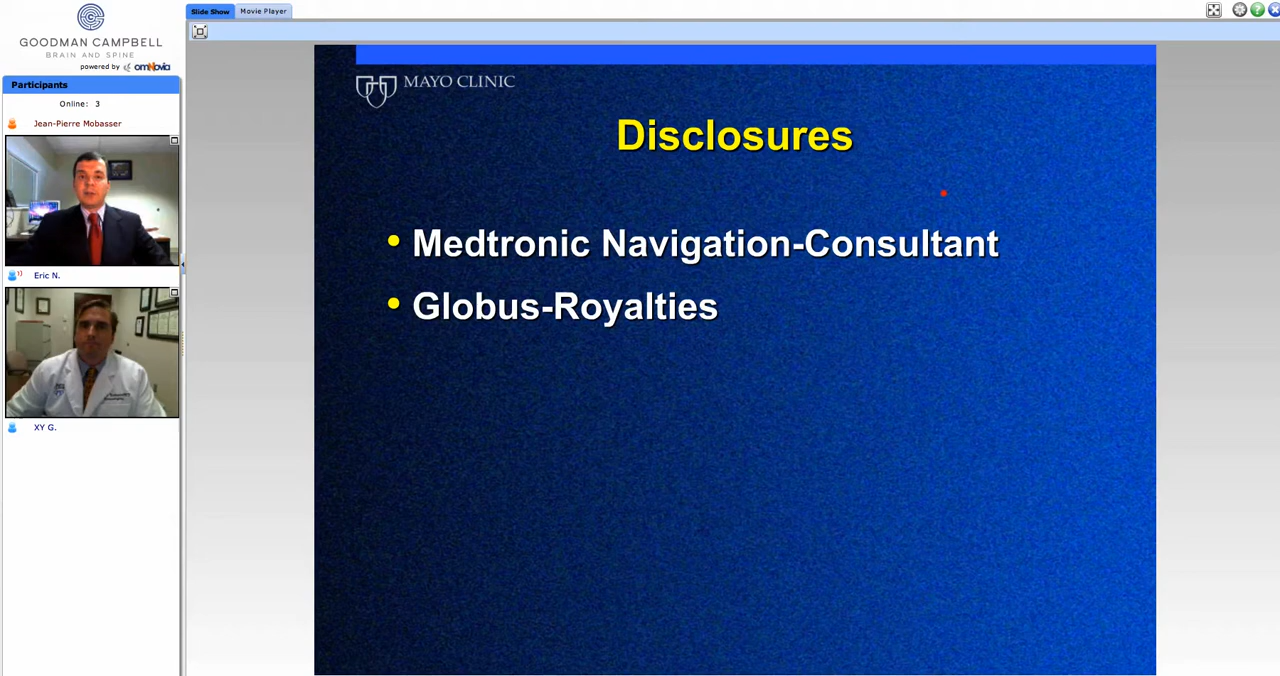 GOODMAN CAMPBELL
BRAIN AND SPINE
powered by omNovia
Participants
Online: 3
Jean-Pierre Mobasser
Eric N.
XY G.
Slide Show
Movie Player
MAYO CLINIC
Disclosures
• Medtronic Navigation-Consultant
• Globus-Royalties